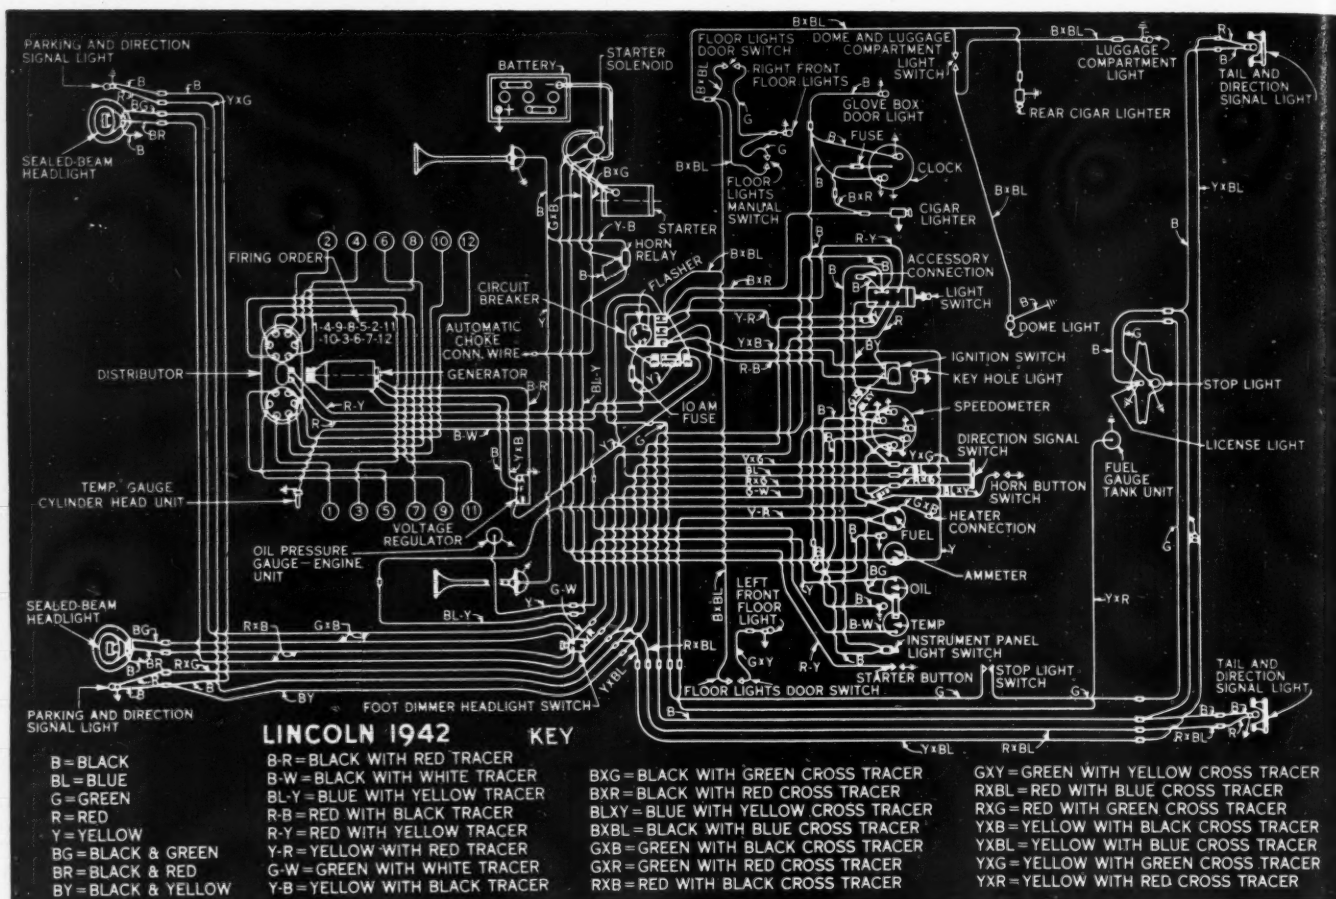 PARKING AND DIRECTION
SIGNAL LIGHT
SEALED-BEAM
HEADLIGHT
BATTERY
STARTER
SOLENOID
STARTER
HORN
RELAY
FLASHER
CIRCUIT
BREAKER
FIRING ORDER
2 4 6 8 10 12
1-4-9-8-5-2-11
-10-3-6-7-12
AUTOMATIC
CHOKE
CONN. WIRE
DISTRIBUTOR
GENERATOR
TEMP. GAUGE
CYLINDER HEAD UNIT
1 3 5 7 9 11
VOLTAGE
REGULATOR
OIL PRESSURE
GAUGE-ENGINE
UNIT
10 AM
FUSE
FLOOR LIGHTS
DOOR SWITCH
RIGHT FRONT
FLOOR LIGHTS
DOME AND LUGGAGE
COMPARTMENT
LIGHT
SWITCH
LUGGAGE
COMPARTMENT
LIGHT
TAIL AND
DIRECTION
SIGNAL LIGHT
REAR CIGAR LIGHTER
GLOVE BOX
DOOR LIGHT
FUSE
CLOCK
FLOOR
LIGHTS
MANUAL
SWITCH
CIGAR
LIGHTER
ACCESSORY
CONNECTION
LIGHT
SWITCH
DOME LIGHT
IGNITION SWITCH
KEY HOLE LIGHT
SPEEDOMETER
DIRECTION SIGNAL
SWITCH
HORN BUTTON
SWITCH
HEATER
CONNECTION
FUEL
AMMETER
OIL
TEMP
INSTRUMENT PANEL
LIGHT SWITCH
STARTER BUTTON
STOP LIGHT
SWITCH
STOP LIGHT
LICENSE LIGHT
FUEL
GAUGE
TANK UNIT
LEFT
FRONT
FLOOR
LIGHT
FLOOR LIGHTS DOOR SWITCH
SEALED-BEAM
HEADLIGHT
PARKING AND DIRECTION
SIGNAL LIGHT
FOOT DIMMER HEADLIGHT SWITCH
TAIL AND
DIRECTION
SIGNAL LIGHT
LINCOLN 1942 KEY
B=BLACK
BL=BLUE
G=GREEN
R=RED
Y=YELLOW
BG=BLACK & GREEN
BR=BLACK & RED
BY=BLACK & YELLOW
B-R=BLACK WITH RED TRACER
B-W=BLACK WITH WHITE TRACER
BL-Y=BLUE WITH YELLOW TRACER
R-B=RED WITH BLACK TRACER
R-Y=RED WITH YELLOW TRACER
Y-R=YELLOW WITH RED TRACER
G-W=GREEN WITH WHITE TRACER
Y-B=YELLOW WITH BLACK TRACER
BXG=BLACK WITH GREEN CROSS TRACER
BXR=BLACK WITH RED CROSS TRACER
BLXY=BLUE WITH YELLOW CROSS TRACER
BXBL=BLACK WITH BLUE CROSS TRACER
GXB=GREEN WITH BLACK CROSS TRACER
GXR=GREEN WITH RED CROSS TRACER
RXB=RED WITH BLACK CROSS TRACER
GXY=GREEN WITH YELLOW CROSS TRACER
RXBL=RED WITH BLUE CROSS TRACER
RXG=RED WITH GREEN CROSS TRACER
YXB=YELLOW WITH BLACK CROSS TRACER
YXBL=YELLOW WITH BLUE CROSS TRACER
YXG=YELLOW WITH GREEN CROSS TRACER
YXR=YELLOW WITH RED CROSS TRACER